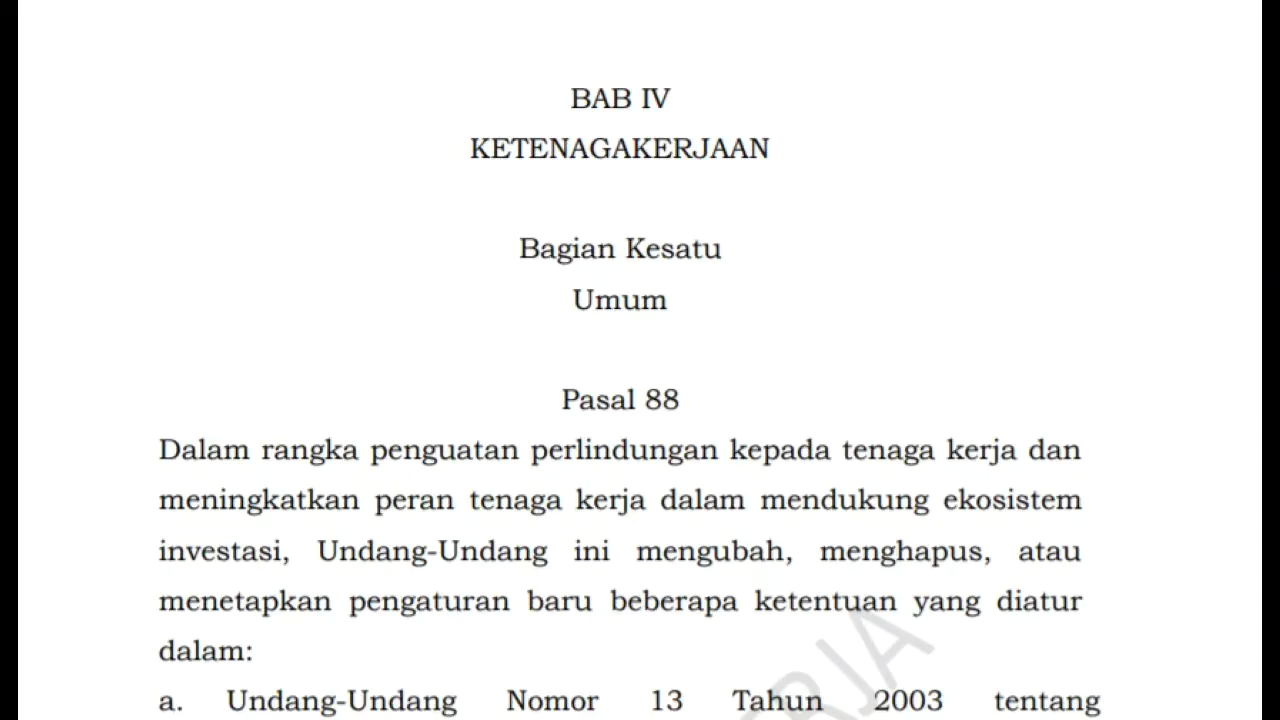 BAB IV
KETENAGAKERJAAN
Bagian Kesatu
Umum
Pasal 88
Dalam rangka penguatan perlindungan kepada tenaga kerja dan
meningkatkan peran tenaga kerja dalam mendukung ekosistem
investasi, Undang-Undang ini mengubah, menghapus, atau
menetapkan pengaturan baru beberapa ketentuan yang diatur
dalam:
a. Undang-Undang Nomor 13 Tahun 2003 tentang